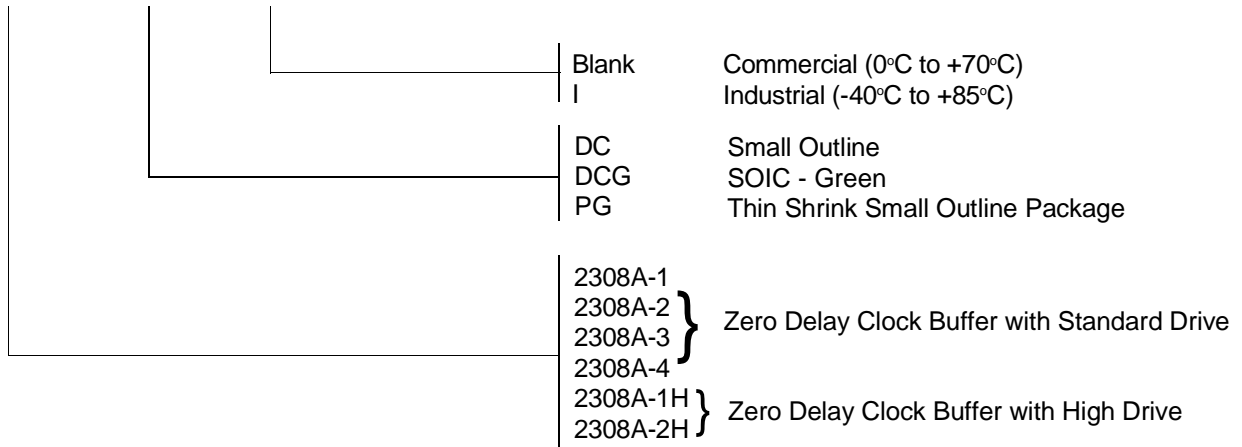 Blank Commercial (0°C to +70°C)
I Industrial (-40°C to +85°C)
DC Small Outline
DCG SOIC - Green
PG Thin Shrink Small Outline Package
2308A-1
2308A-2
Zero Delay Clock Buffer with Standard Drive
2308A-3
2308A-4
2308A-1H
Zero Delay Clock Buffer with High Drive
2308A-2H